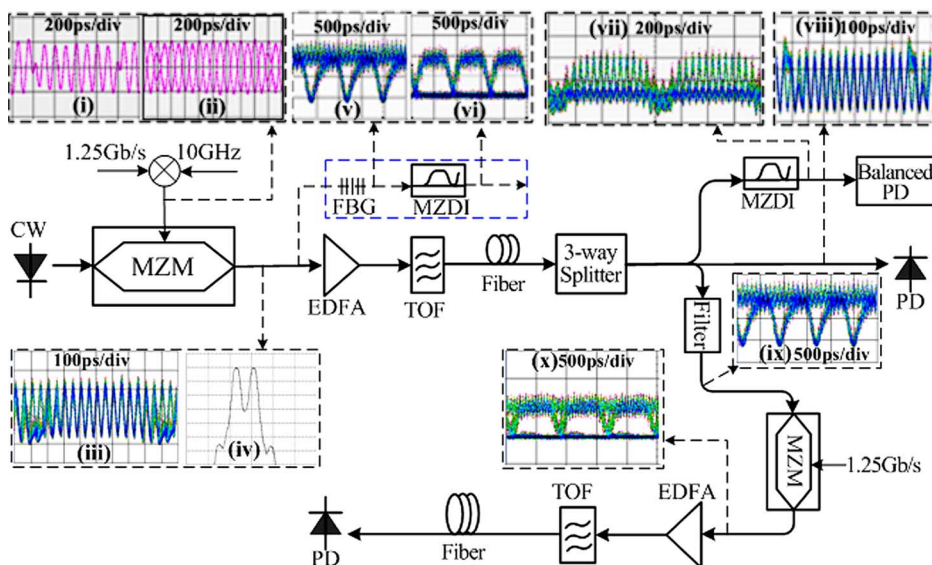 200ps/div
200ps/div
(i)
(ii)
500ps/div
500ps/div
(v)
(vi)
(vii) 200ps/div
(viii) 100ps/div
1.25Gb/s
10GHz
FBG
MZDI
MZDI
Balanced
PD
CW
MZM
EDFA
TOF
Fiber
3-way
Splitter
PD
Filter
(ix) 500ps/div
100ps/div
(iii)
(iv)
(x) 500ps/div
MZM
1.25Gb/s
EDFA
TOF
Fiber
PD